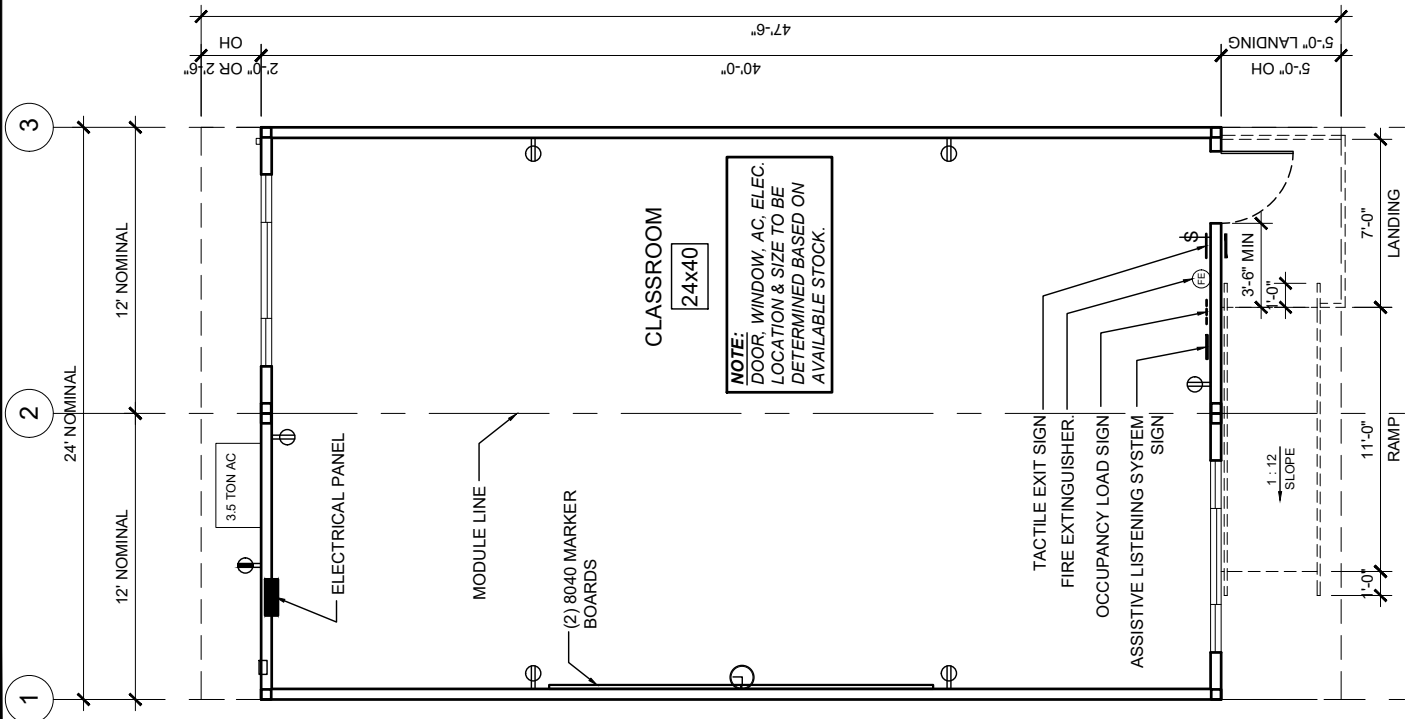 1
2
3
24' NOMINAL
12' NOMINAL
12' NOMINAL
47'-6"
2'-0" OR 2'-6"
OH
40'-0"
5'-0" OH
5'-0" LANDING
3.5 TON AC
ELECTRICAL PANEL
MODULE LINE
(2) 8040 MARKER
BOARDS
CLASSROOM
24x40
NOTE:
DOOR, WINDOW, AC, ELEC.
LOCATION & SIZE TO BE
DETERMINED BASED ON
AVAILABLE STOCK.
TACTILE EXIT SIGN
FIRE EXTINGUISHER.
OCCUPANCY LOAD SIGN
ASSISTIVE LISTENING SYSTEM
SIGN
$
FE
3'-6" MIN
1'-0"
7'-0"
LANDING
1 : 12
SLOPE
11'-0"
RAMP
1'-0"